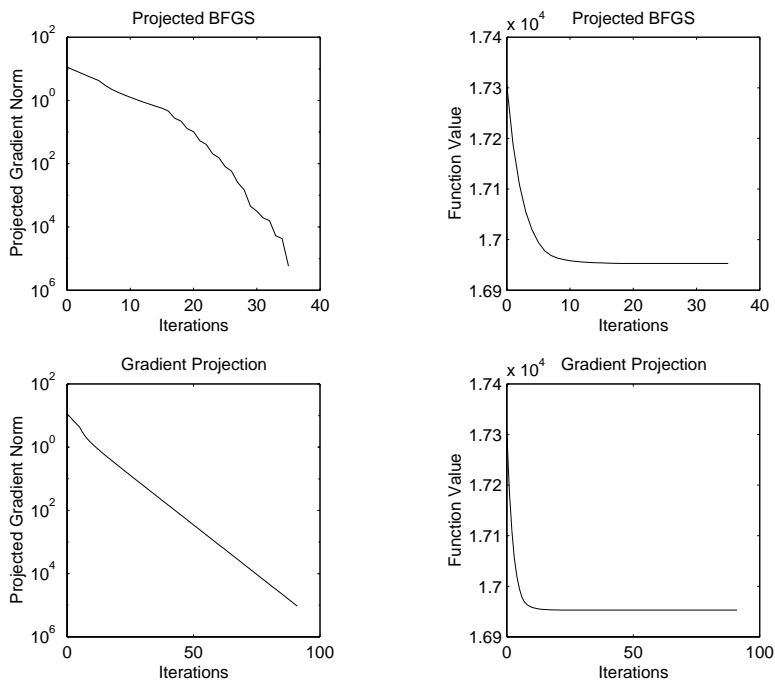 Projected BFGS
10^2
10^0
10^2
10^4
10^6
0 10 20 30 40
Iterations
Projected Gradient Norm
Projected BFGS
x 10^4
1.74
1.73
1.72
1.71
1.7
1.69
0 10 20 30 40
Iterations
Function Value
Gradient Projection
10^2
10^0
10^2
10^4
10^6
0 50 100
Iterations
Projected Gradient Norm
Gradient Projection
x 10^4
1.74
1.73
1.72
1.71
1.7
1.69
0 50 100
Iterations
Function Value